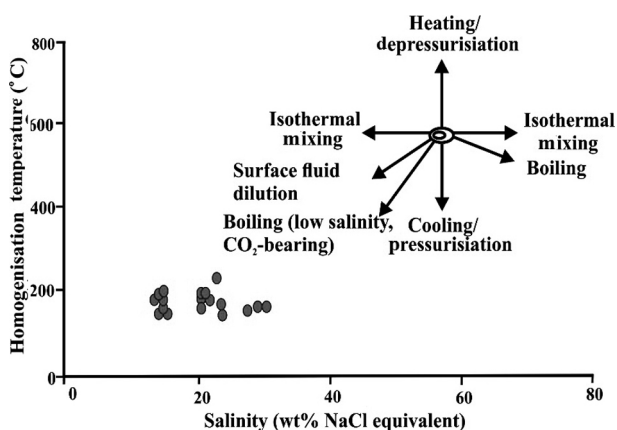 Heating/
depressurisiation
800
Isothermal
mixing
Isothermal
mixing
600
Surface fluid
dilution
Boiling
400
Boiling (low salinity,
CO₂-bearing)
Cooling/
pressurisiation
200
0
0 20 40 60 80
Homogenisation temperature (°C)
Salinity (wt% NaCl equivalent)